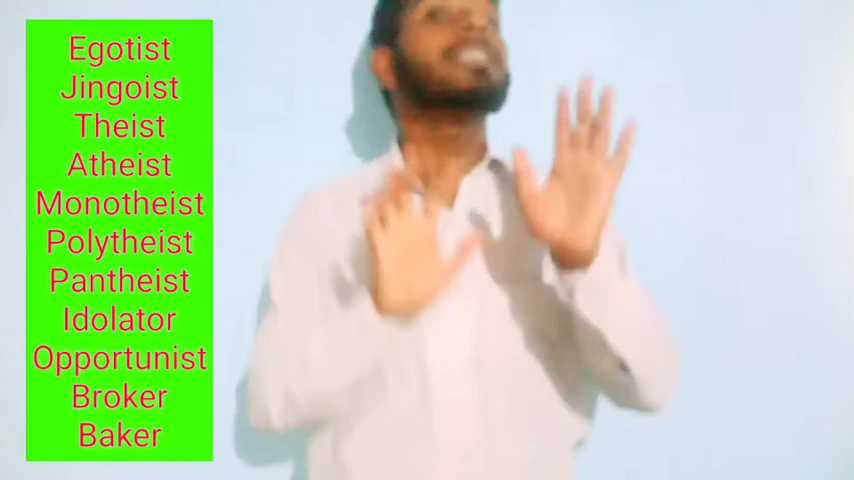 Egotist
Jingoist
Theist
Atheist
Monotheist
Polytheist
Pantheist
Idolator
Opportunist
Broker
Baker